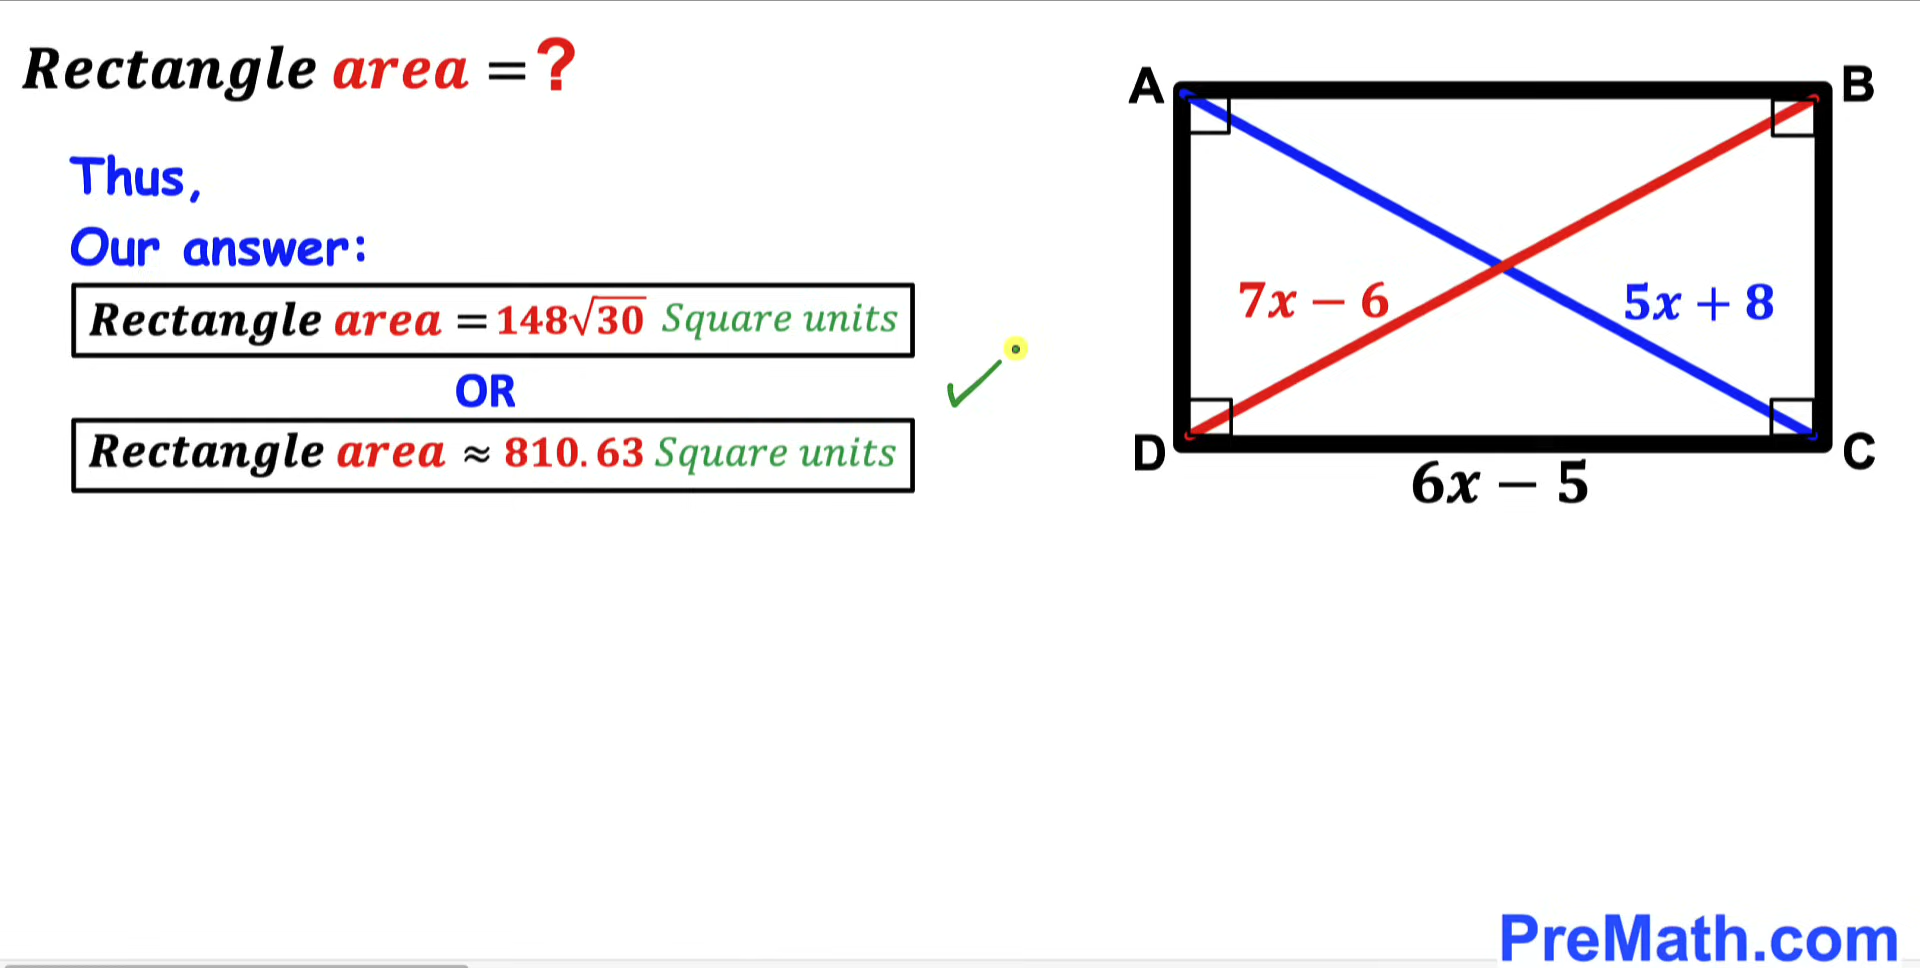 Rectangle area = ?
Thus,
Our answer:
Rectangle area = 148√30 Square units
OR
Rectangle area ≈ 810.63 Square units
A
B
7x − 6
5x + 8
D
C
6x − 5
PreMath.com